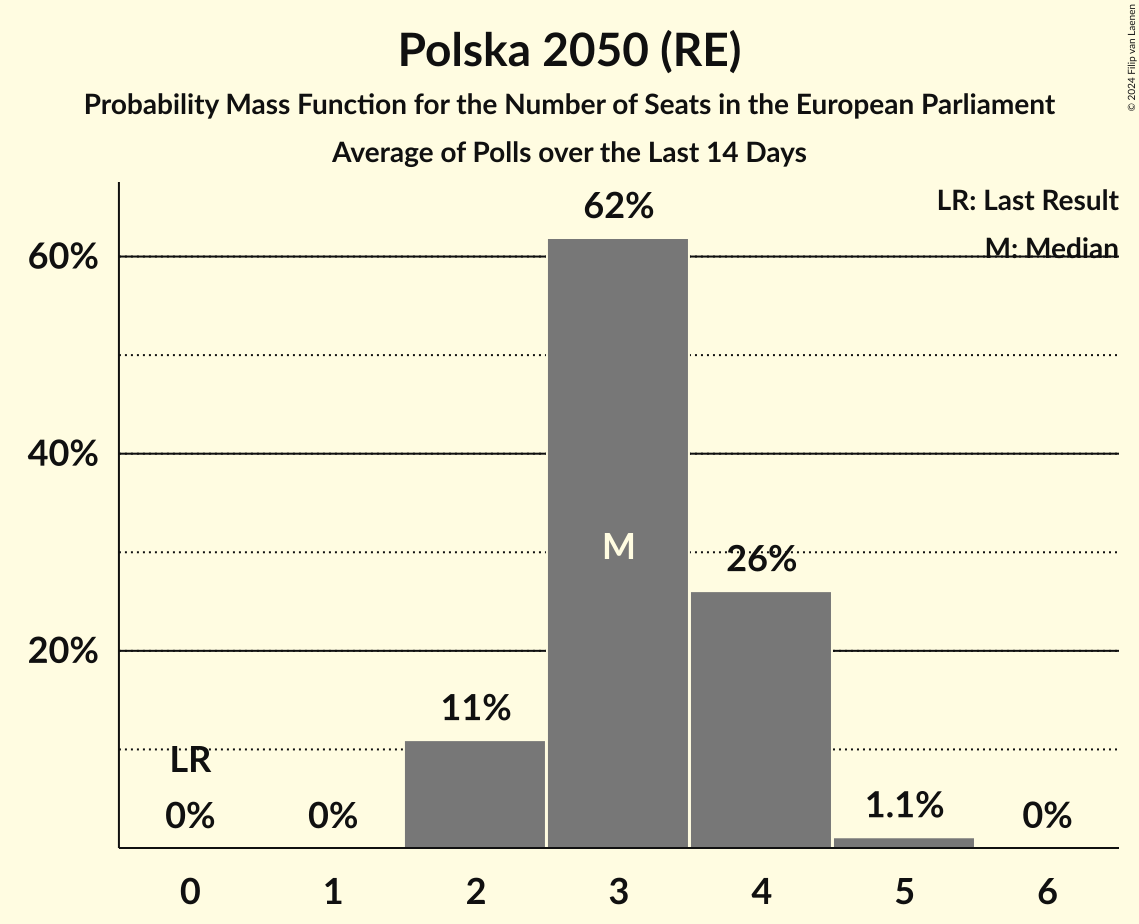 Polska 2050 (RE)
Probability Mass Function for the Number of Seats in the European Parliament
Average of Polls over the Last 14 Days
© 2024 Filip van Laenen
LR: Last Result
M: Median
62%
60%
40%
M
26%
20%
11%
LR
0%
0%
1.1%
0%
0
1
2
3
4
5
6